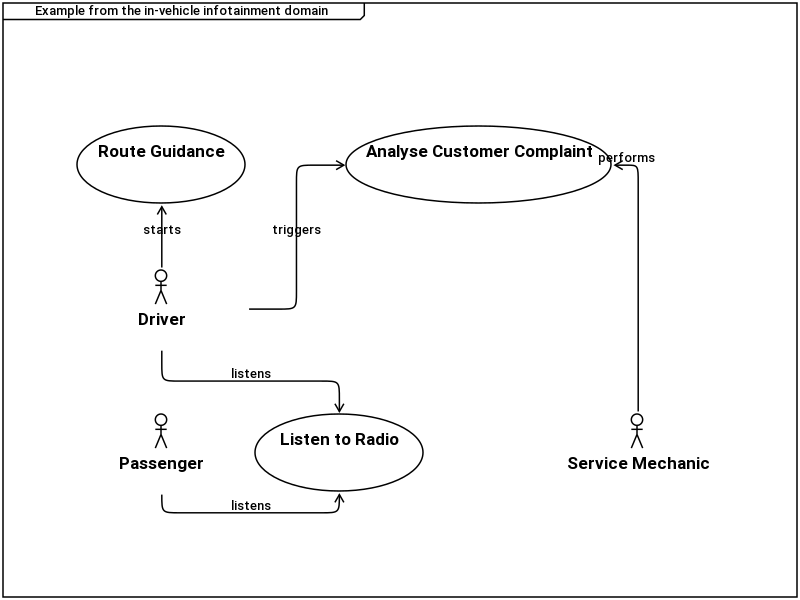 Example from the in-vehicle infotainment domain
Route Guidance
Analyse Customer Complaint
performs
starts
triggers
Driver
listens
Listen to Radio
Passenger
Service Mechanic
listens